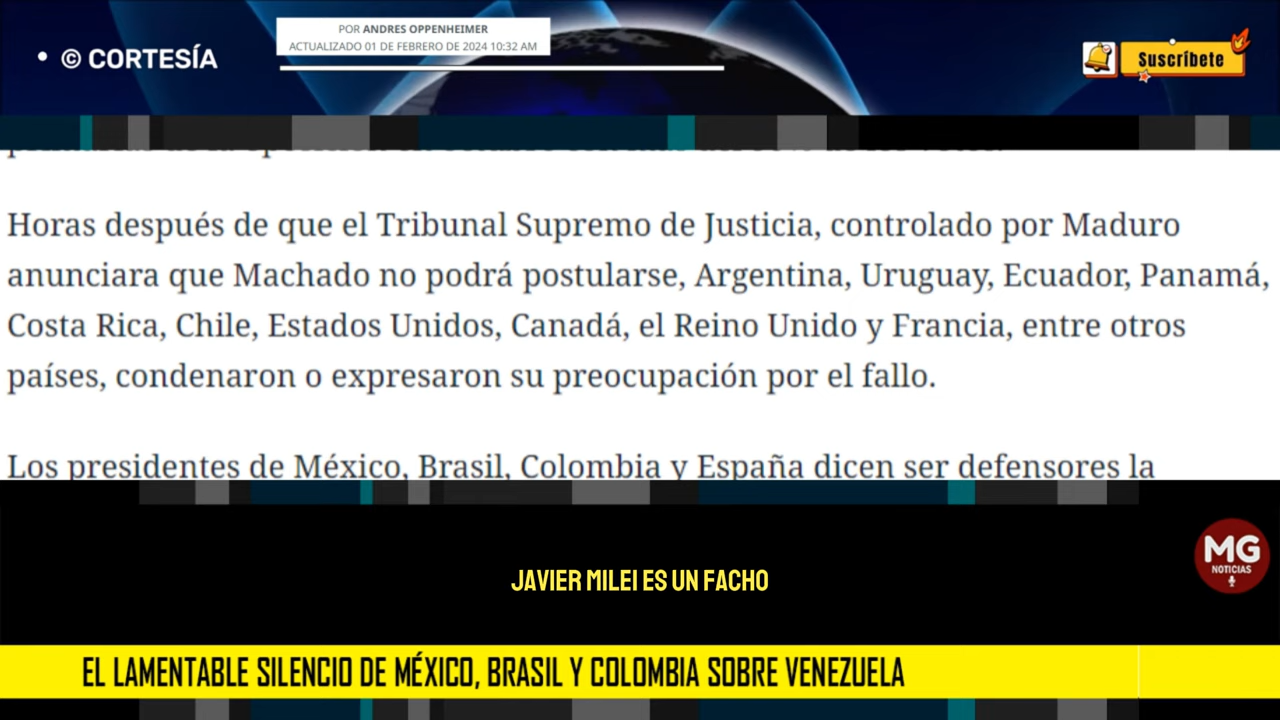 POR ANDRES OPPENHEIMER
ACTUALIZADO 01 DE FEBRERO DE 2024 10:32 AM
• © CORTESÍA
Suscríbete
Horas después de que el Tribunal Supremo de Justicia, controlado por Maduro
anunciara que Machado no podrá postularse, Argentina, Uruguay, Ecuador, Panamá,
Costa Rica, Chile, Estados Unidos, Canadá, el Reino Unido y Francia, entre otros
países, condenaron o expresaron su preocupación por el fallo.
Los presidentes de México, Brasil, Colombia y España dicen ser defensores la
MG
NOTICIAS
JAVIER MILEI ES UN FACHO
EL LAMENTABLE SILENCIO DE MÉXICO, BRASIL Y COLOMBIA SOBRE VENEZUELA